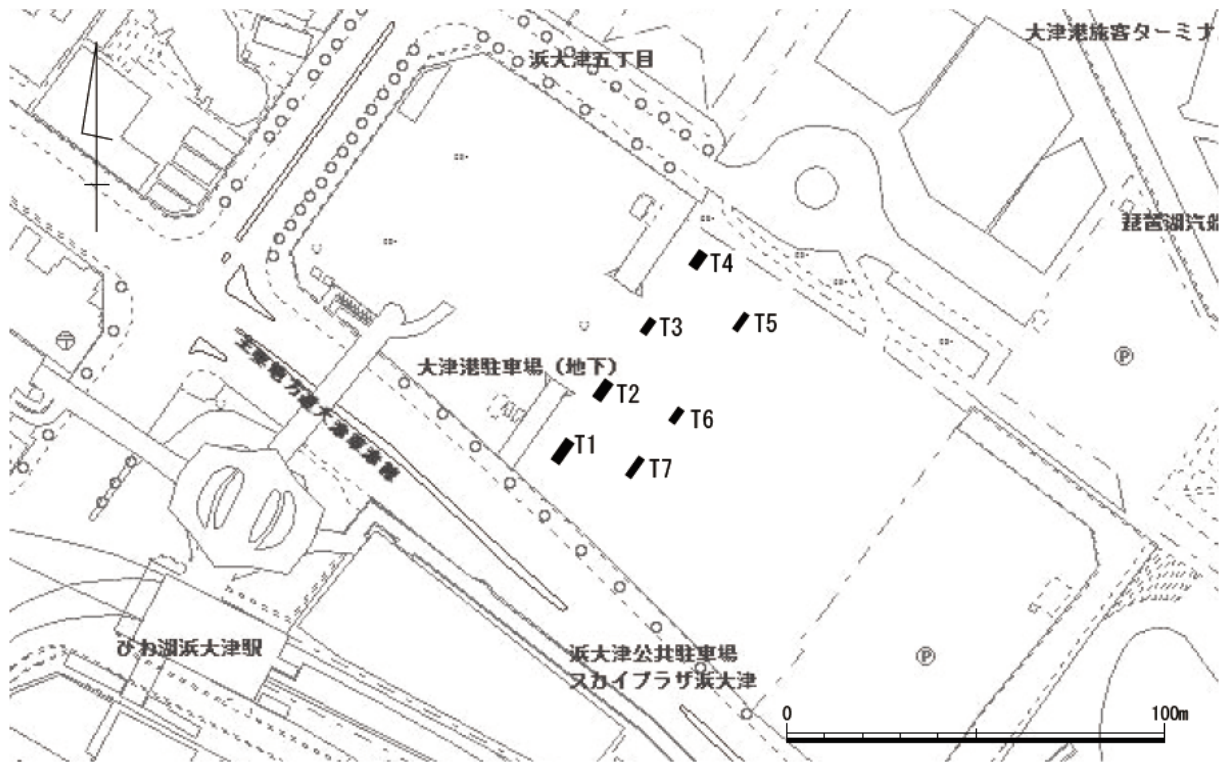 大津港旅客ターミナ
浜大津五丁目
琵琶湖汽船
T4
T3
T5
大津港駐車場（地下）
T2
T6
T1
T7
P
びわ湖浜大津駅
浜大津公共駐車場
スカイプラザ浜大津
P
0
100m